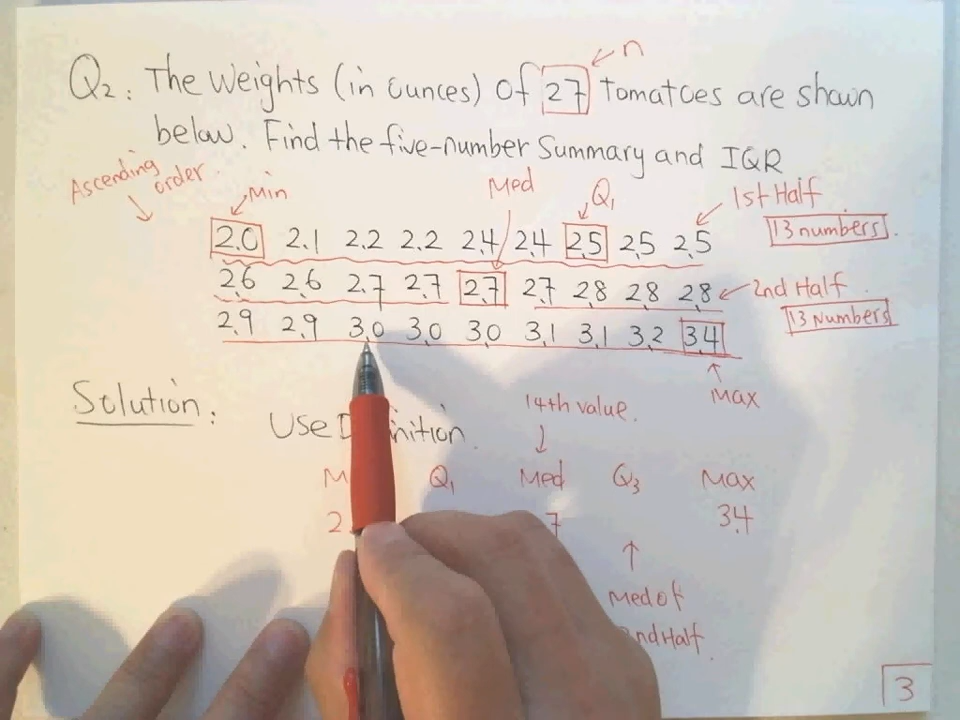 n
Q2: The Weights (in ounces) of 27 Tomatoes are shown
below. Find the five-number Summary and IQR
Ascending order
Min Med Q1 1st Half
13 numbers
2.0 2.1 2.2 2.2 2.4 2.4 2.5 2.5 2.5
2.6 2.6 2.7 2.7 2.7 2.7 2.8 2.8 2.8 2nd Half
13 Numbers
2.9 2.9 3.0 3.0 3.0 3.1 3.1 3.2 3.4
Max
Solution:
Use
14th value.
Q1 Med Q3 Max
3.4
Med of
Half
3